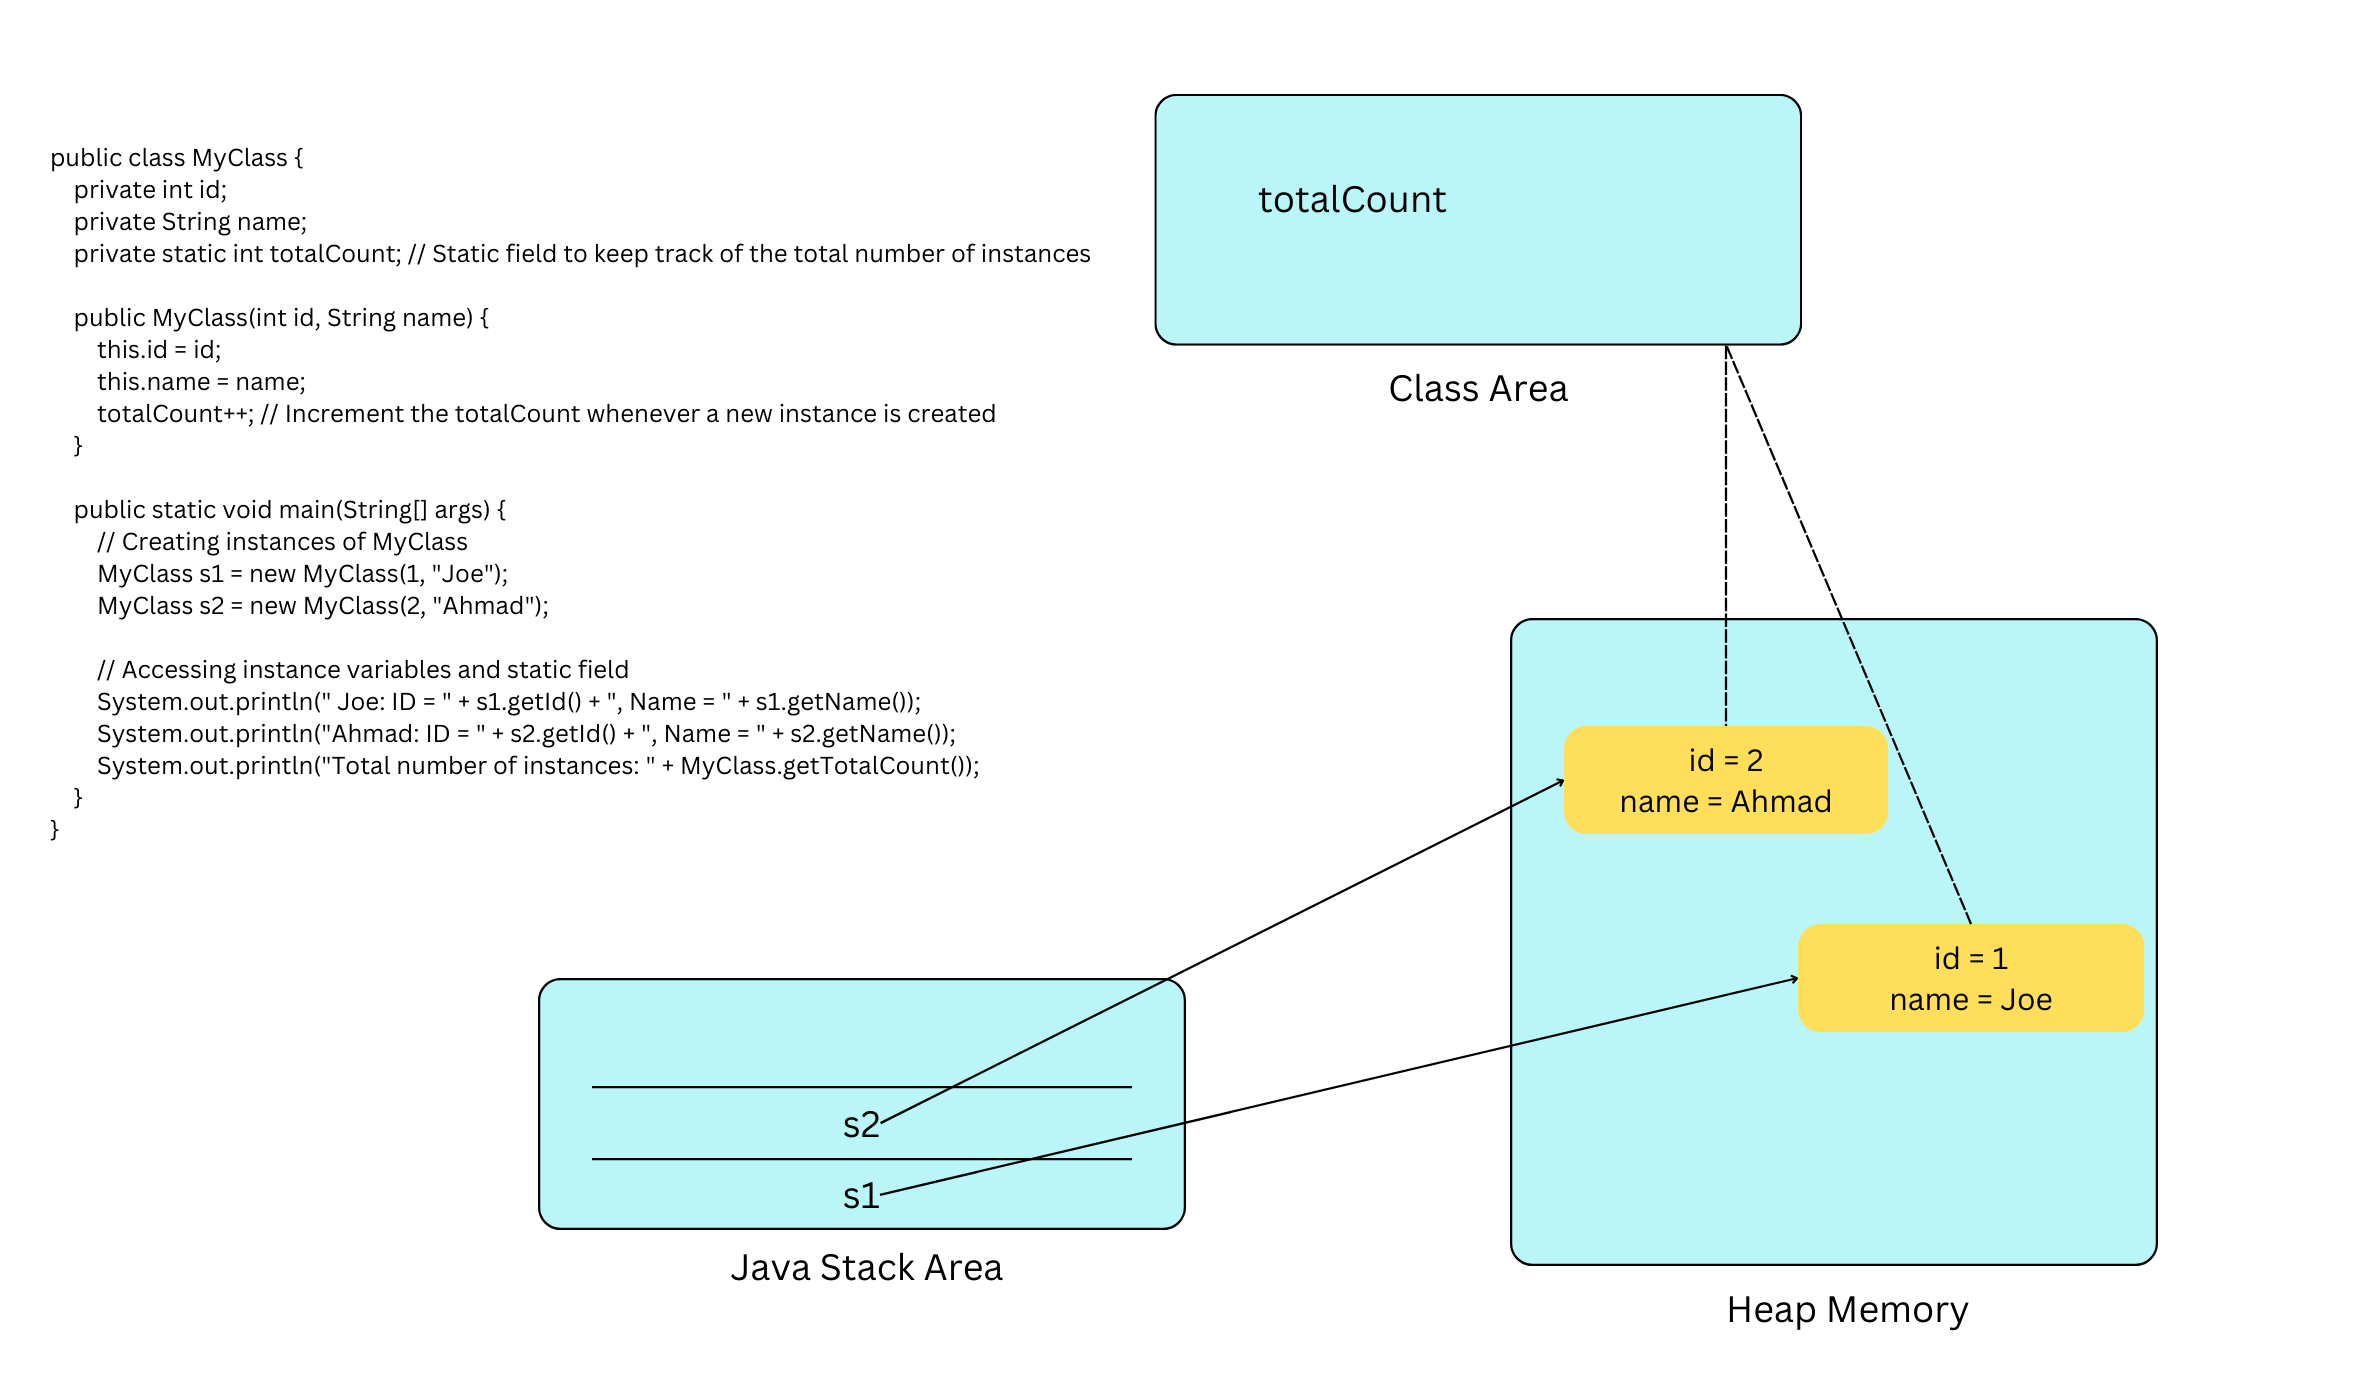 public class MyClass {
private int id;
private String name;
private static int totalCount; // Static field to keep track of the total number of instances
public MyClass(int id, String name) {
this.id = id;
this.name = name;
totalCount++; // Increment the totalCount whenever a new instance is created
}
public static void main(String[] args) {
// Creating instances of MyClass
MyClass s1 = new MyClass(1, "Joe");
MyClass s2 = new MyClass(2, "Ahmad");
// Accessing instance variables and static field
System.out.println(" Joe: ID = " + s1.getId() + ", Name = " + s1.getName());
System.out.println("Ahmad: ID = " + s2.getId() + ", Name = " + s2.getName());
System.out.println("Total number of instances: " + MyClass.getTotalCount());
}
}
totalCount
Class Area
id = 2
name = Ahmad
id = 1
name = Joe
Heap Memory
s2
s1
Java Stack Area